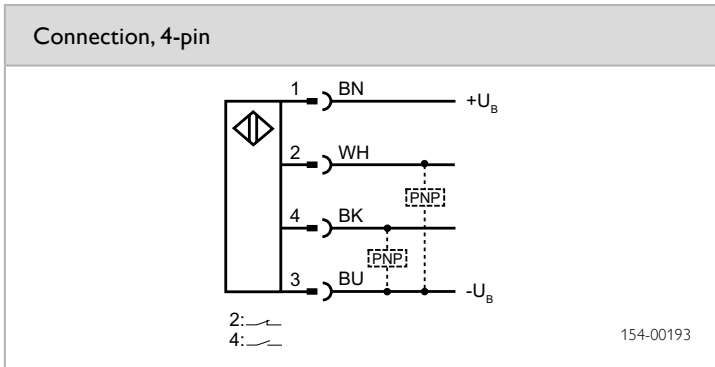 Connection, 4-pin
1 BN +U_B
2 WH
PNP
4 BK
PNP
3 BU -U_B
2:
4:
154-00193